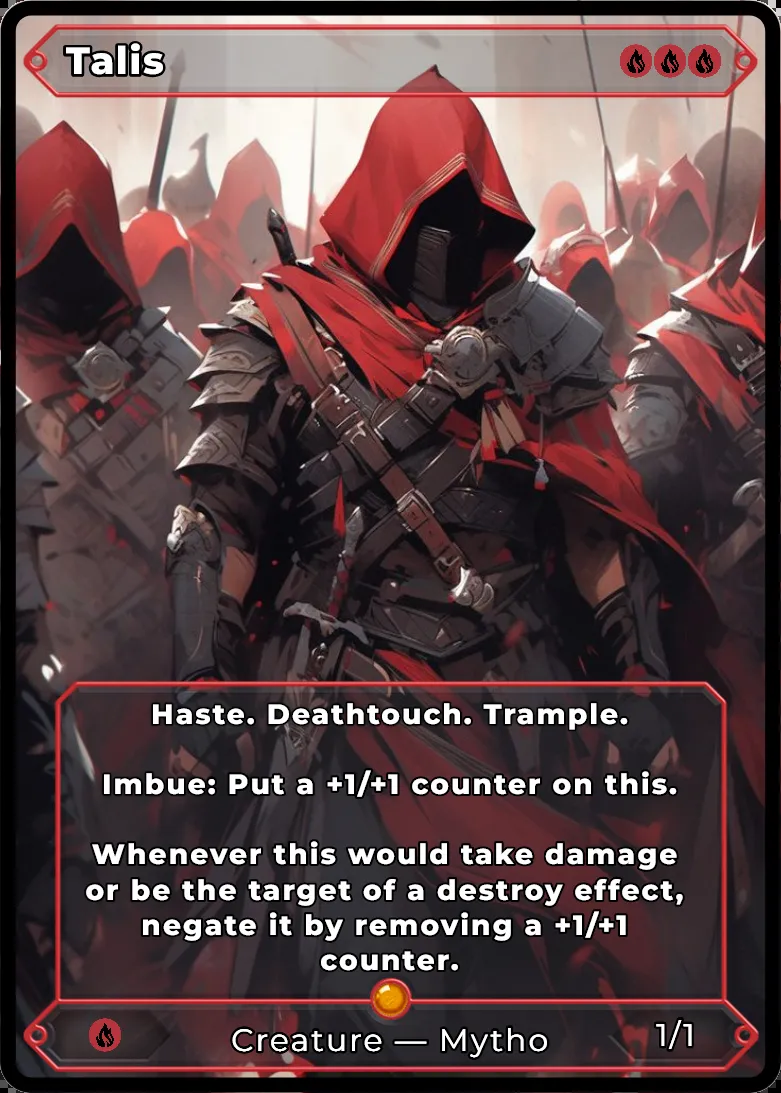 Talis
Haste. Deathtouch. Trample.
Imbue: Put a +1/+1 counter on this.
Whenever this would take damage
or be the target of a destroy effect,
negate it by removing a +1/+1
counter.
Creature — Mytho
1/1